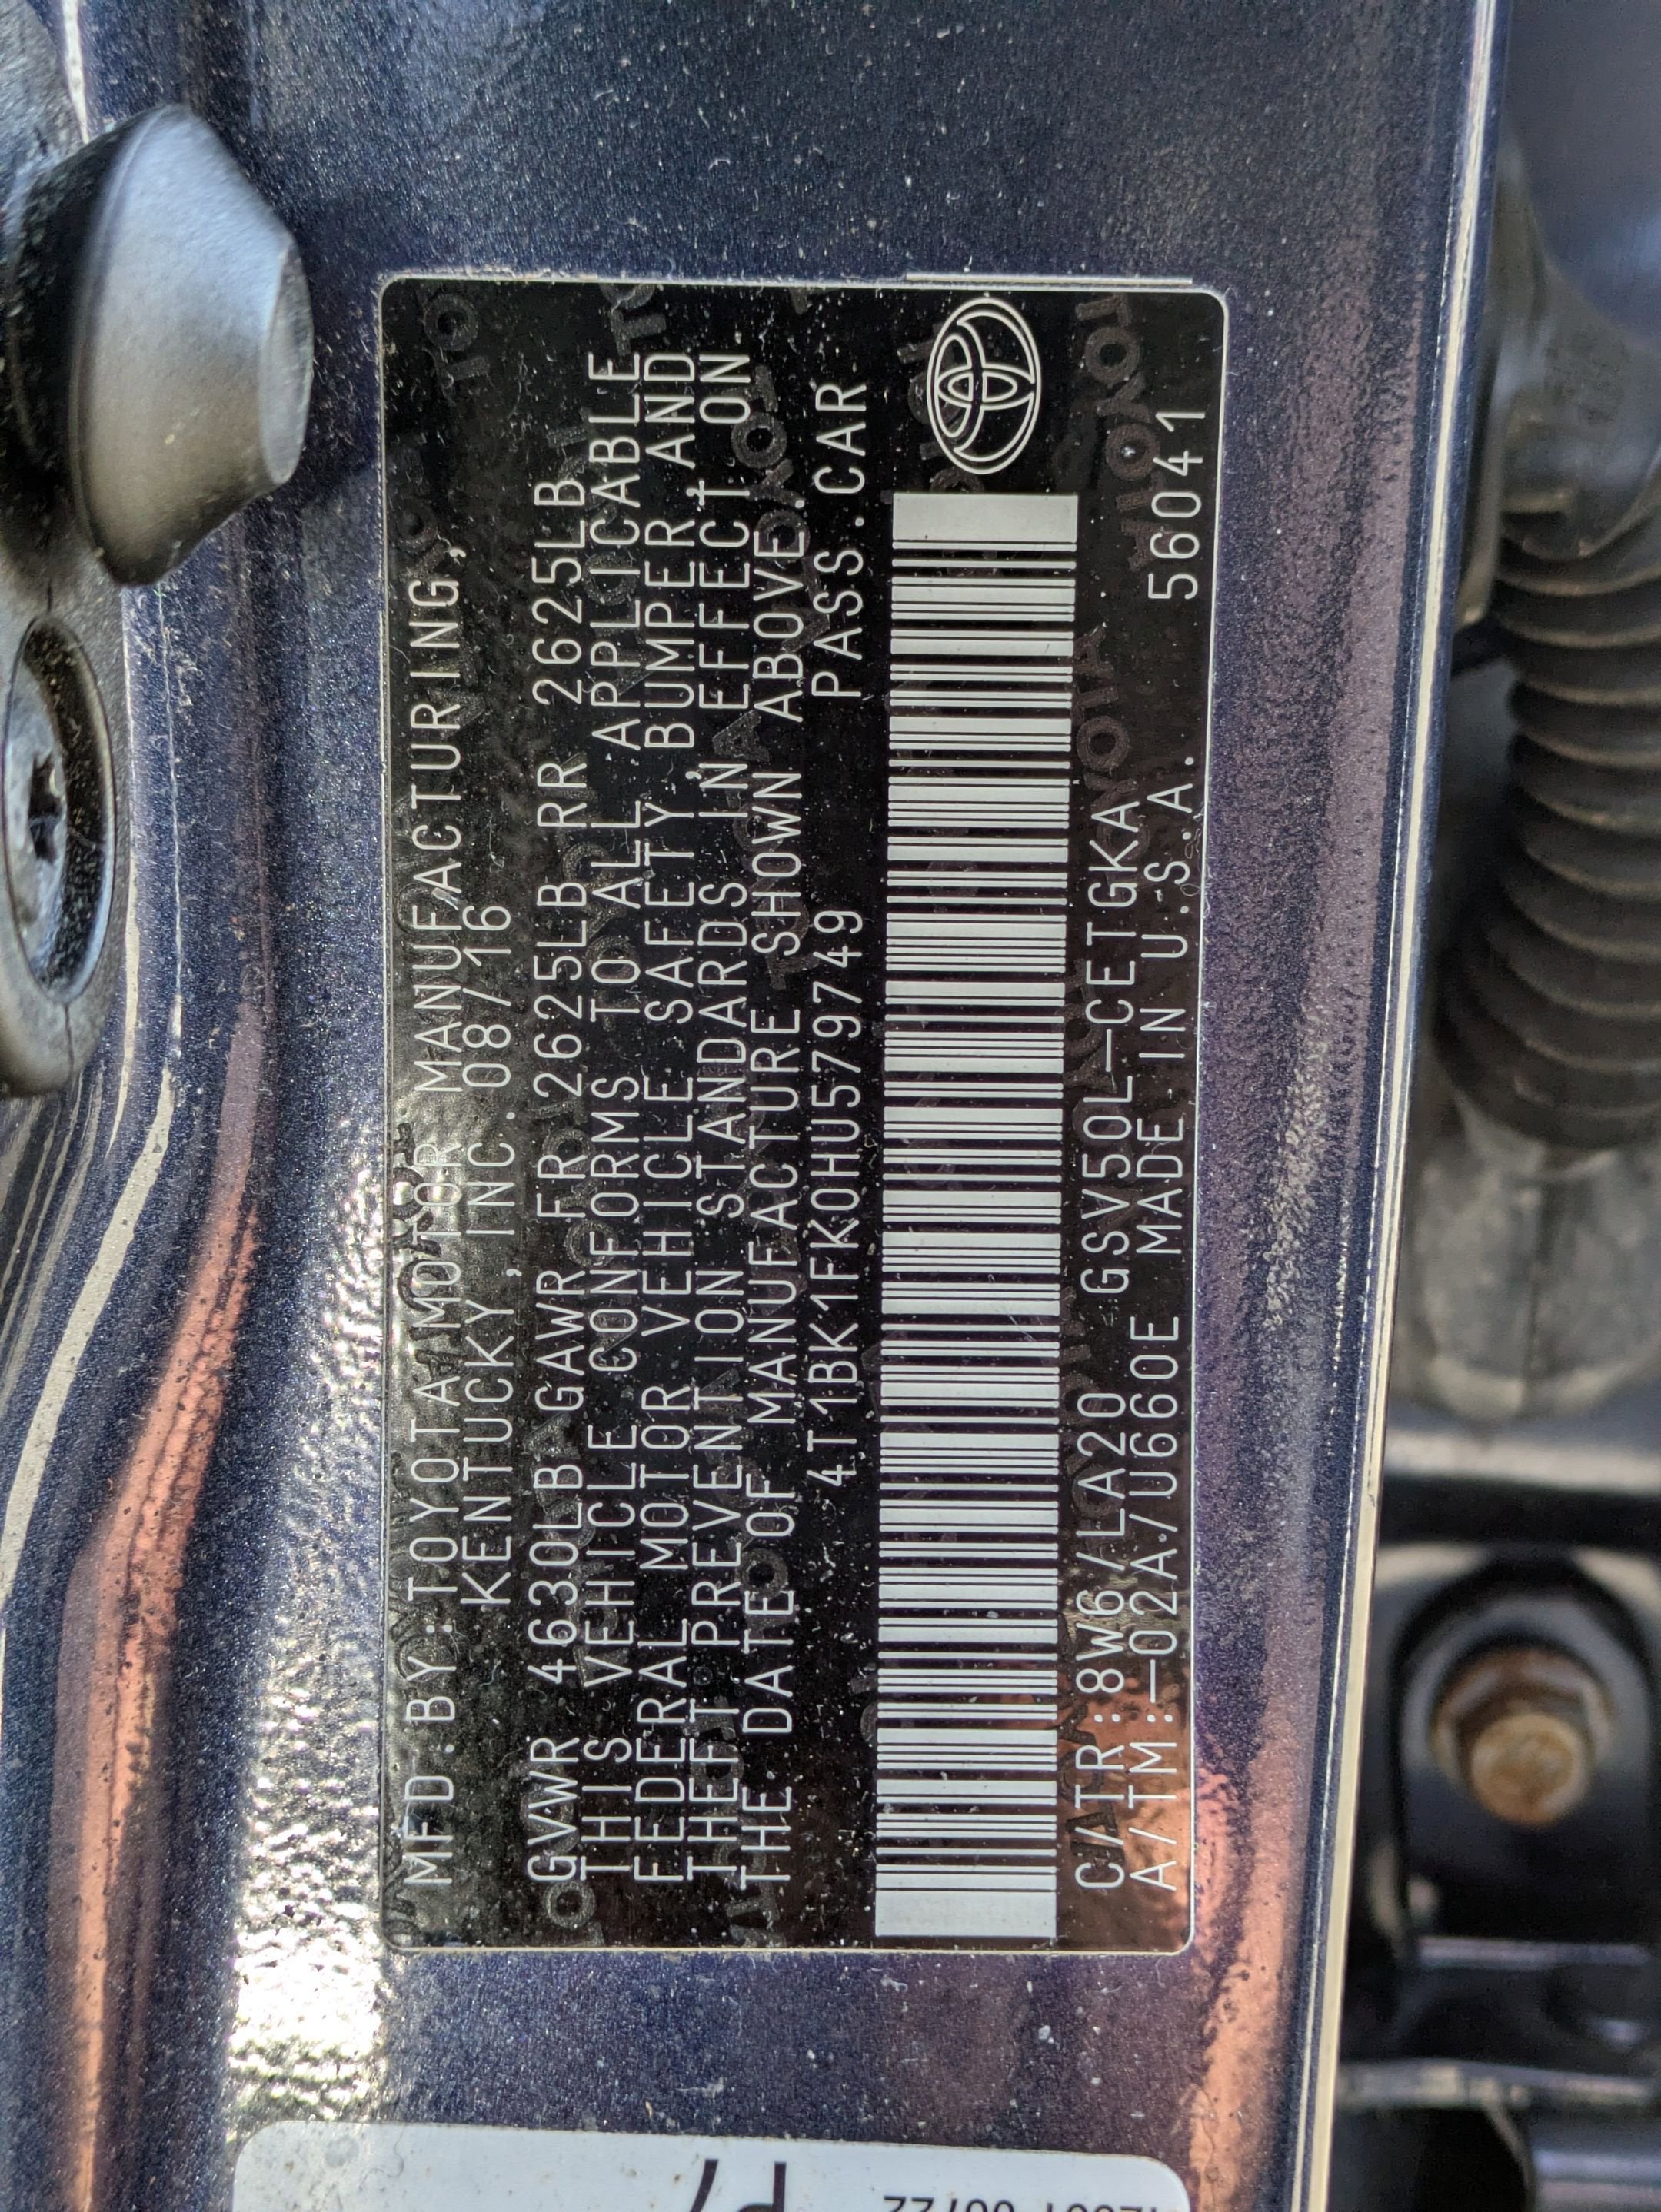 MFD.BY:TOYOTA MOTOR MANUFACTURING,
KENTUCKY, INC. 08/16
GVWR 4630LB GAWR FR 2625LB RR 2625LB
THIS VEHICLE CONFORMS TO ALL APPLICABLE
FEDERAL MOTOR VEHICLE SAFETY BUMPER AND
THEFT PREVENTION STANDARDS IN EFFECT ON
THE DATE OF MANUFACTURE SHOWN ABOVE.
4T1BK1FK0HU579749 PASS.CAR
C/TR:8W6/LA20 GSV50L-CETGKA
A/TM:-02A/U660E MADE IN U.S.A. 56041